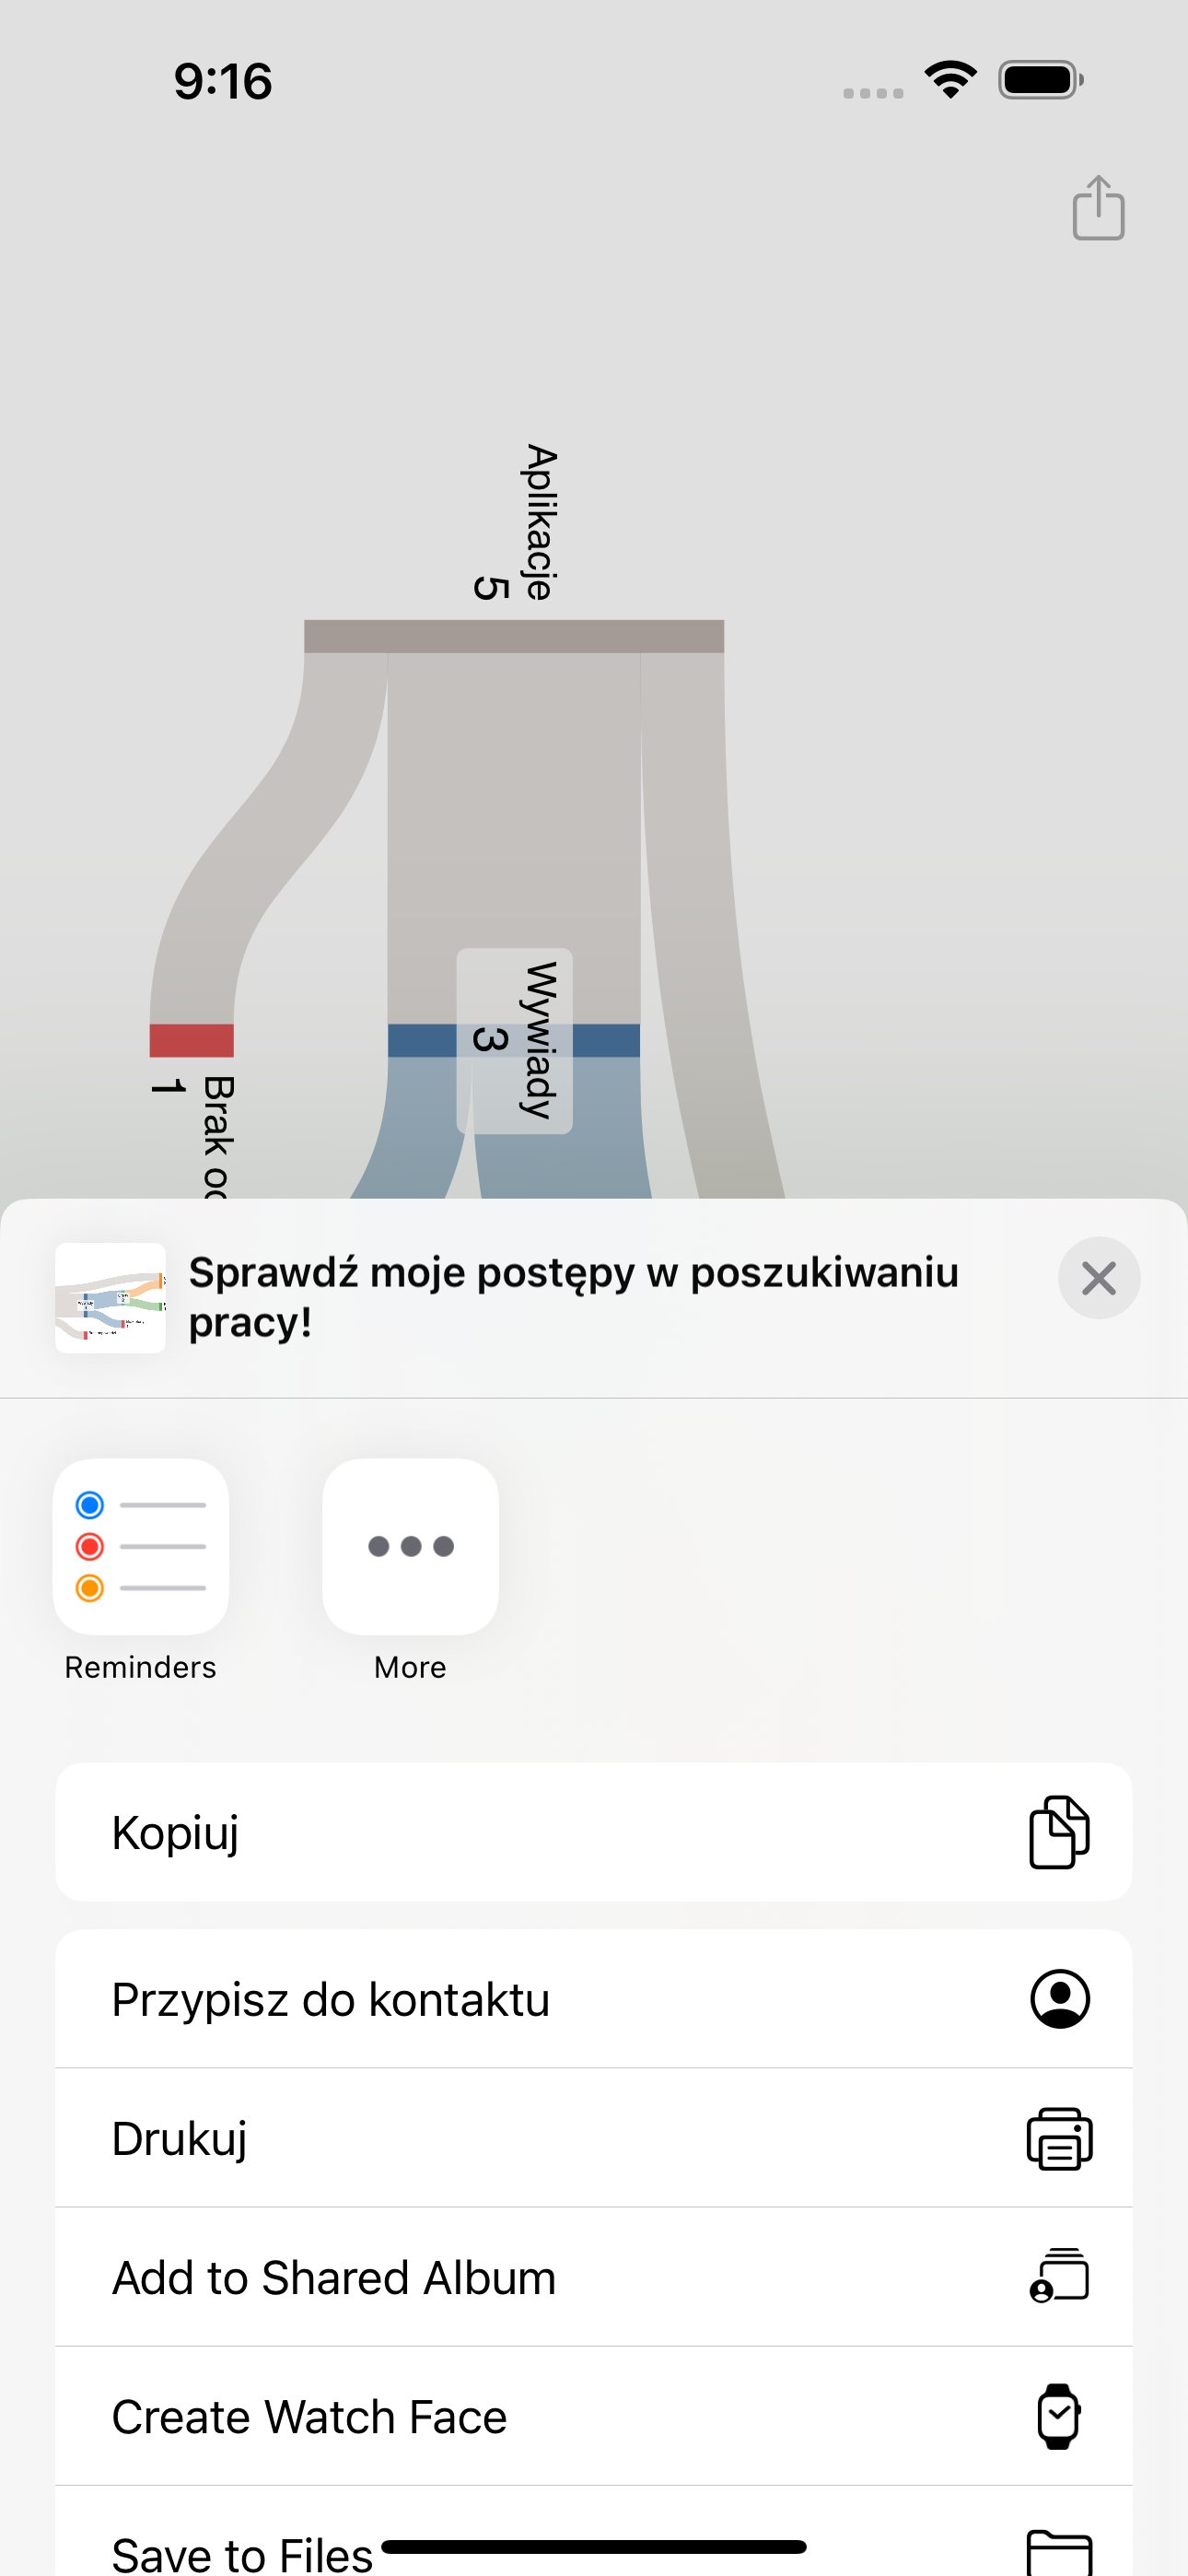 9:16
Aplikacje
5
Wywiady
3
Brak
1
Sprawdź moje postępy w poszukiwaniu
pracy!
Reminders
More
Kopiuj
Przypisz do kontaktu
Drukuj
Add to Shared Album
Create Watch Face
Save to Files